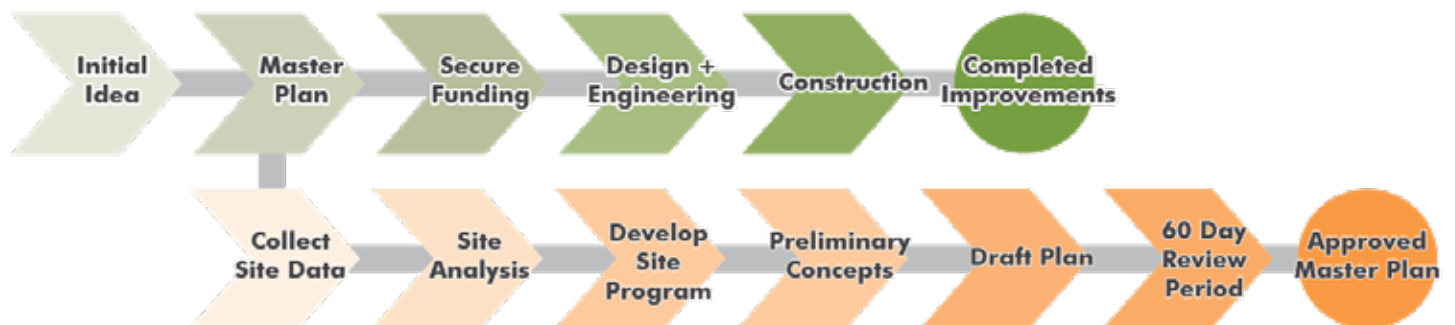 Initial
Idea
Master
Plan
Secure
Funding
Design +
Engineering
Construction
Completed
Improvements
Collect
Site Data
Site
Analysis
Develop
Site
Program
Preliminary
Concepts
Draft Plan
60 Day
Review
Period
Approved
Master Plan